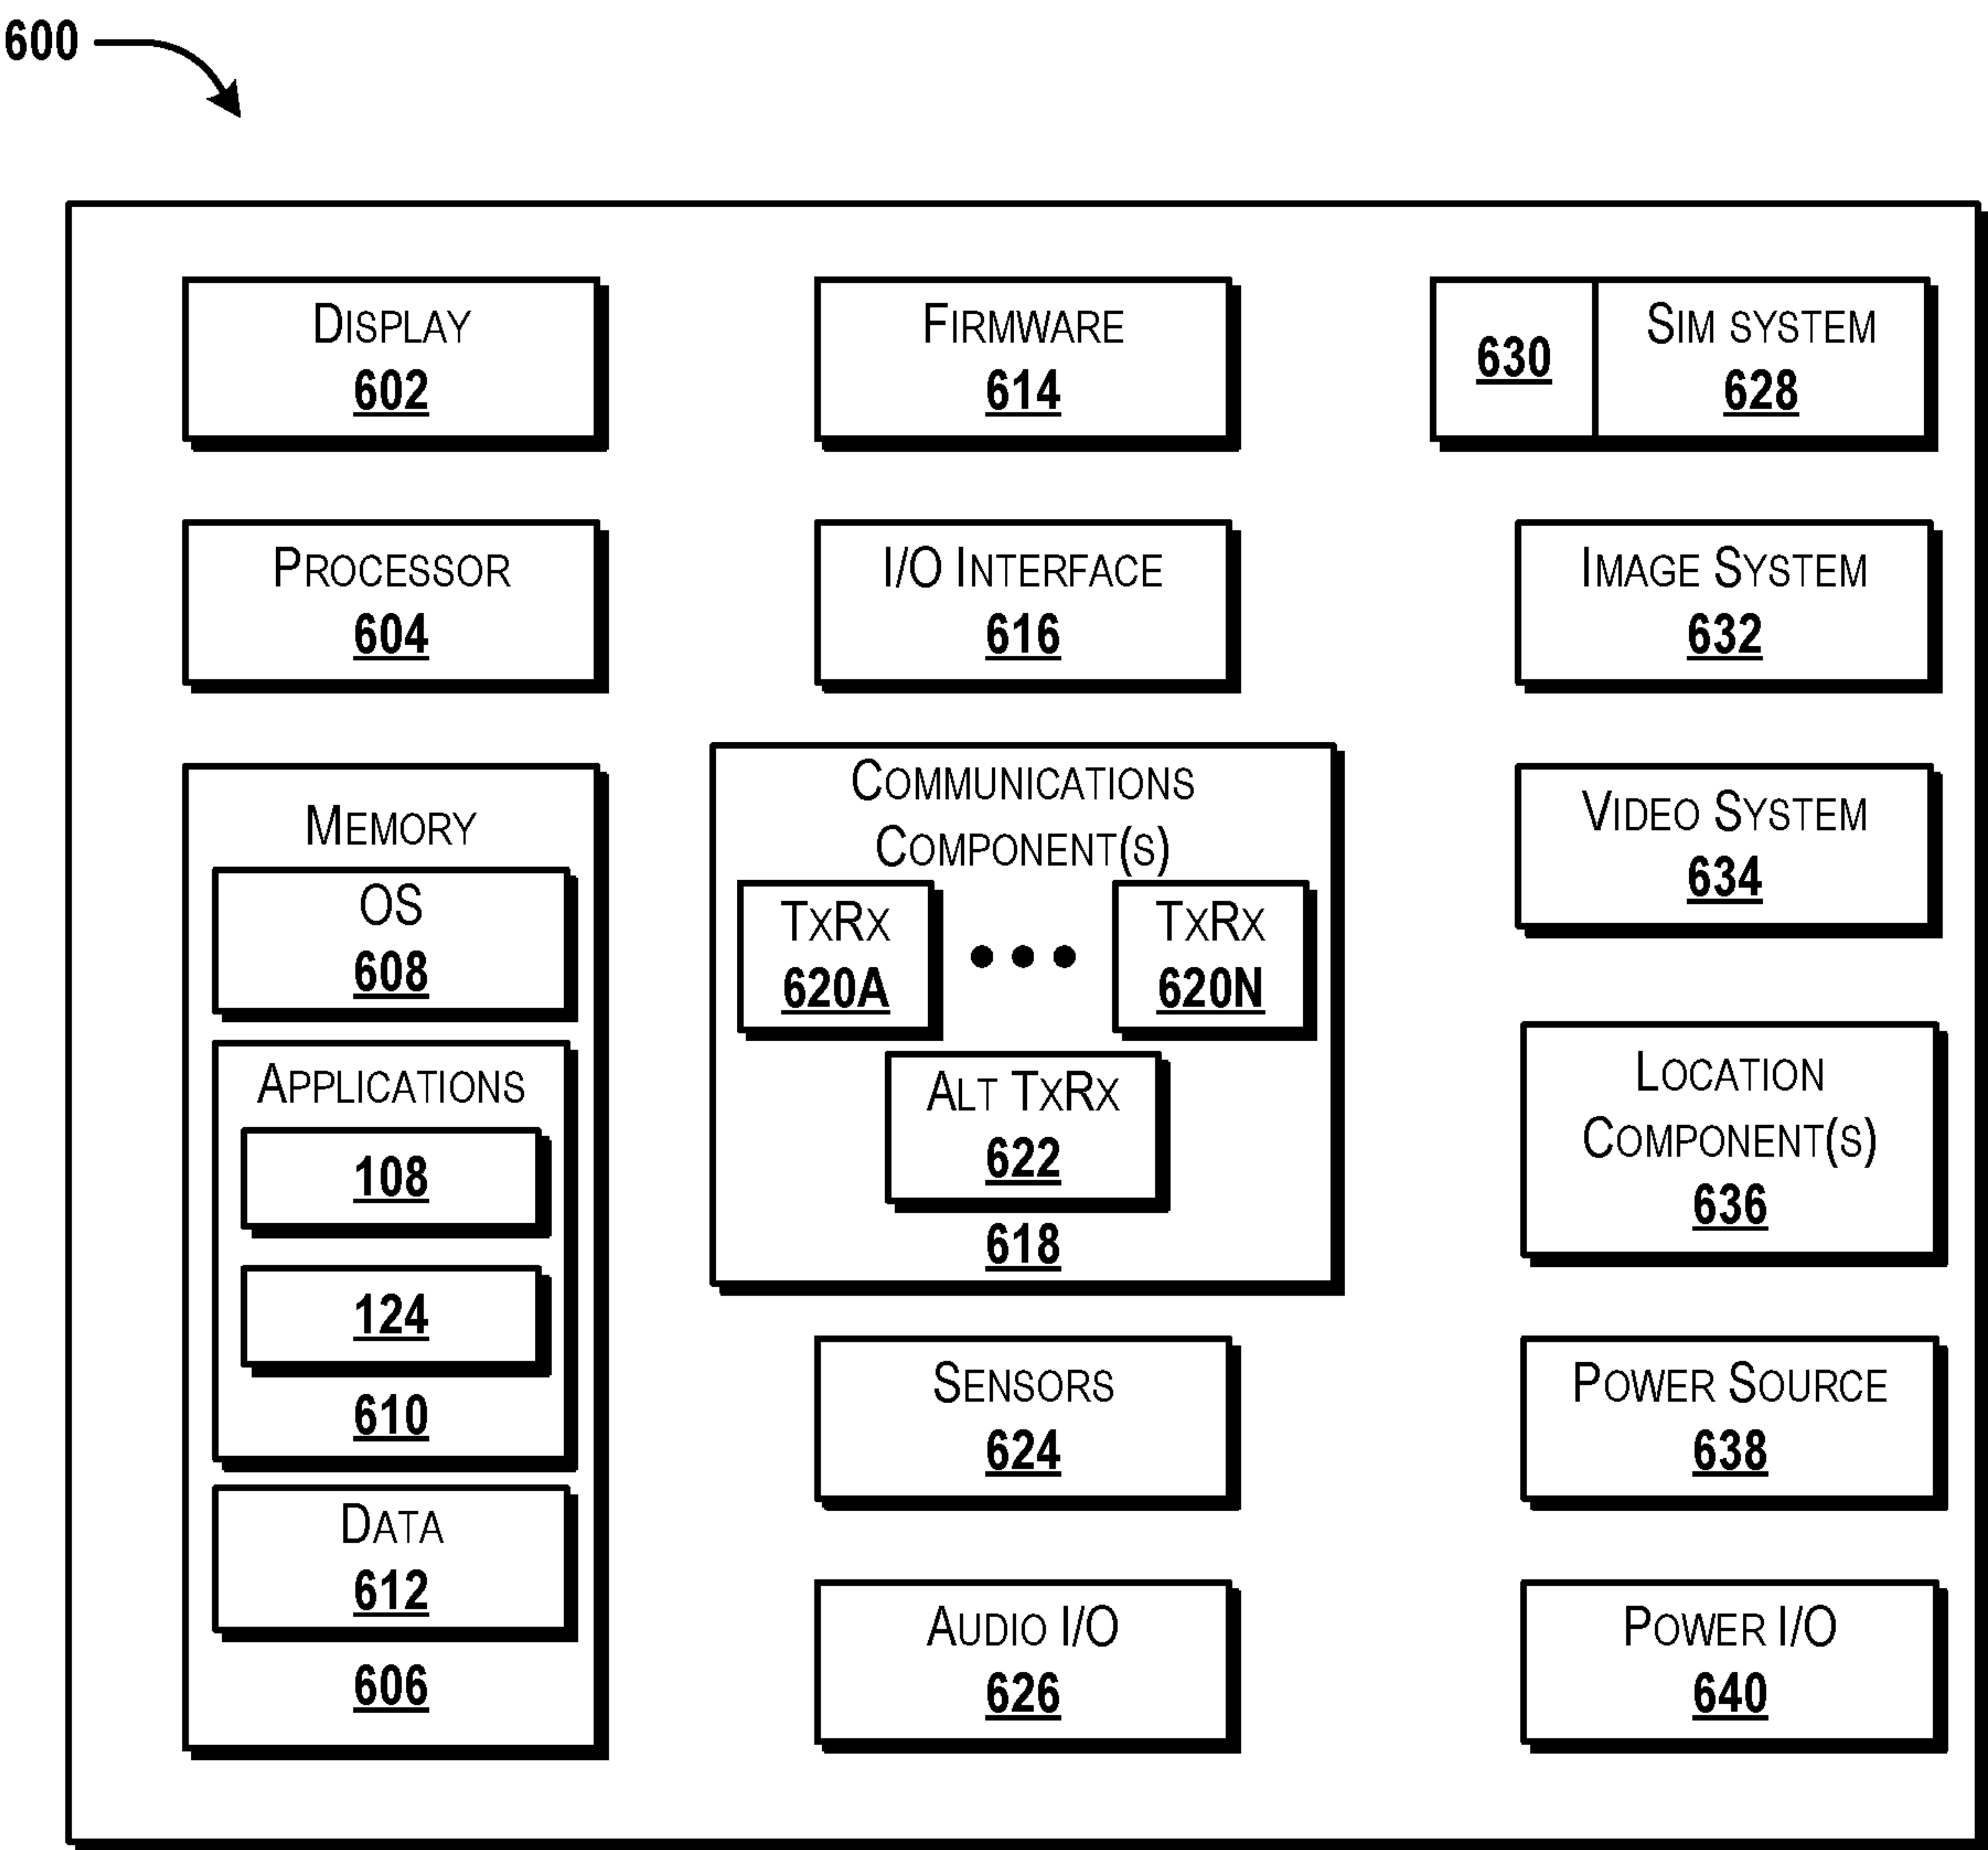 600
DISPLAY
602
PROCESSOR
604
MEMORY
OS
608
APPLICATIONS
108
124
610
DATA
612
606
FIRMWARE
614
I/O INTERFACE
616
COMMUNICATIONS
COMPONENT(S)
TXRX
620A
TXRX
620N
ALT TXRX
622
618
SENSORS
624
AUDIO I/O
626
630
SIM SYSTEM
628
IMAGE SYSTEM
632
VIDEO SYSTEM
634
LOCATION
COMPONENT(S)
636
POWER SOURCE
638
POWER I/O
640